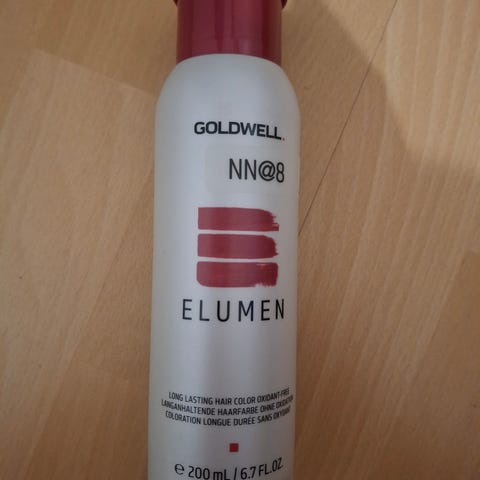 GOLDWELL.
NN@8
ELUMEN
LONG LASTING HAIR COLOR OXIDANT-FREE
LANGANHALTENDE HAARFARBE OHNE OXIDATION
COLORATION LONGUE DURÉE SANS OXYDANT
℮ 200 mL / 6.7 FL.OZ.